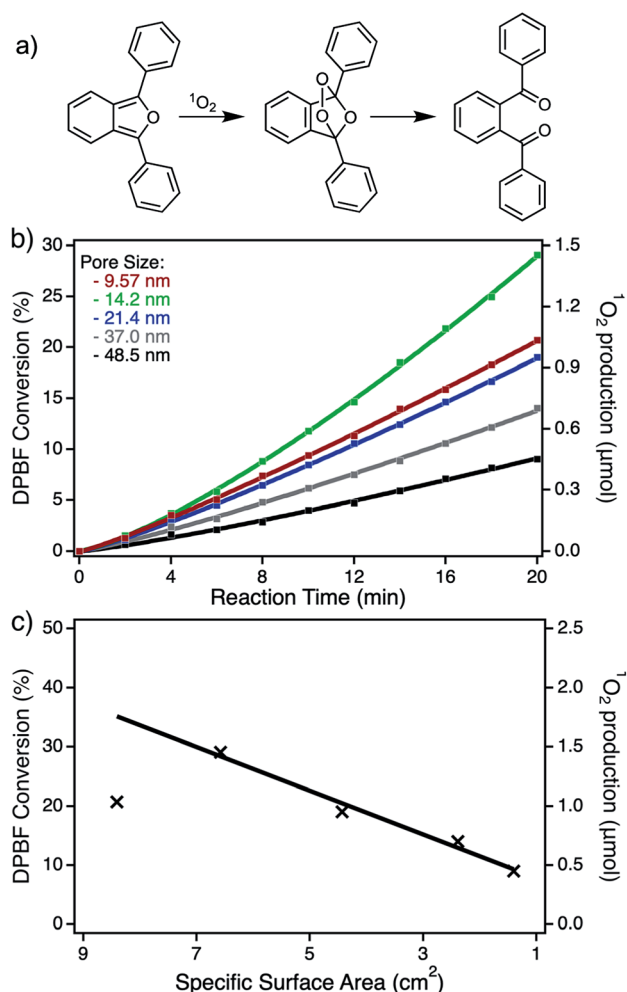 a)
¹O₂
O
O
O
O
O
O
b)
30
25
20
15
10
5
0
DPBF Conversion (%)
Pore Size:
- 9.57 nm
- 14.2 nm
- 21.4 nm
- 37.0 nm
- 48.5 nm
1.5
1.2
0.9
0.6
0.3
0.0
¹O₂ production (µmol)
0 4 8 12 16 20
Reaction Time (min)
c)
50
40
30
20
10
0
DPBF Conversion (%)
2.5
2.0
1.5
1.0
0.5
0.0
¹O₂ production (µmol)
9 7 5 3 1
Specific Surface Area (cm²)